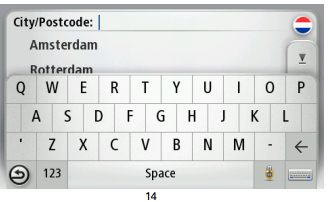 City/Postcode:
Amsterdam
Rotterdam
Q W E R T Y U I O P
A S D F G H J K L
' Z X C V B N M -
123 Space
14